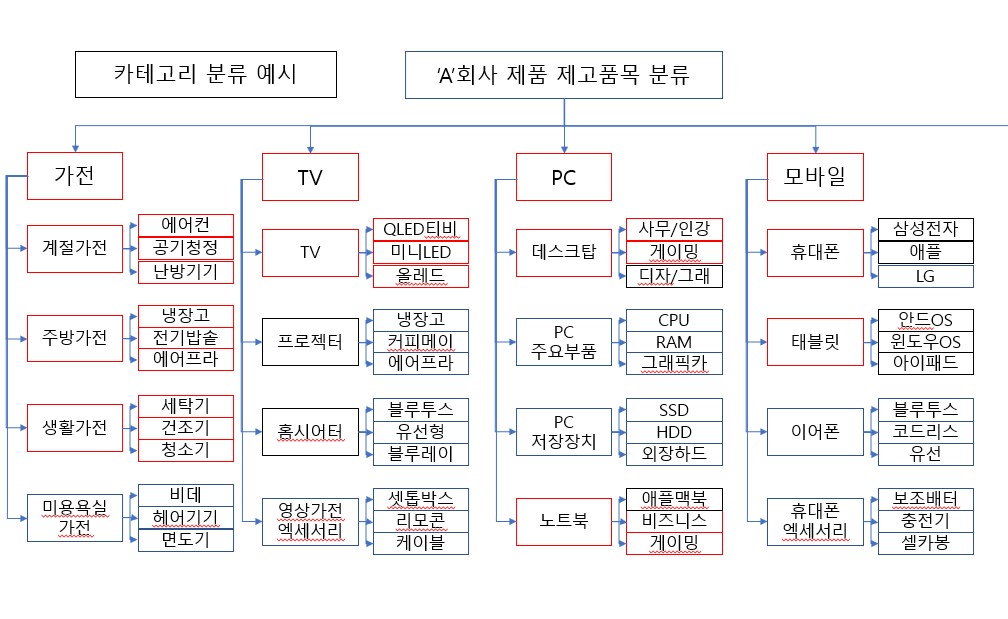 카테고리 분류 예시
‘A’회사 제품 제고품목 분류
가전
TV
PC
모바일
계절가전
에어컨
공기청정
난방기기
주방가전
냉장고
전기밥솥
에어프라
생활가전
세탁기
건조기
청소기
미용욕실
가전
비데
헤어기기
면도기
TV
QLED티비
미니LED
올레드
프로젝터
냉장고
커피메이
에어프라
홈시어터
블루투스
유선형
블루레이
영상가전
엑세서리
셋톱박스
리모콘
케이블
데스크탑
사무/인강
게이밍
디자/그래
PC
주요부품
CPU
RAM
그래픽카
PC
저장장치
SSD
HDD
외장하드
노트북
애플맥북
비즈니스
게이밍
휴대폰
삼성전자
애플
LG
태블릿
안드OS
윈도우OS
아이패드
이어폰
블루투스
코드리스
유선
휴대폰
엑세서리
보조배터
충전기
셀카봉